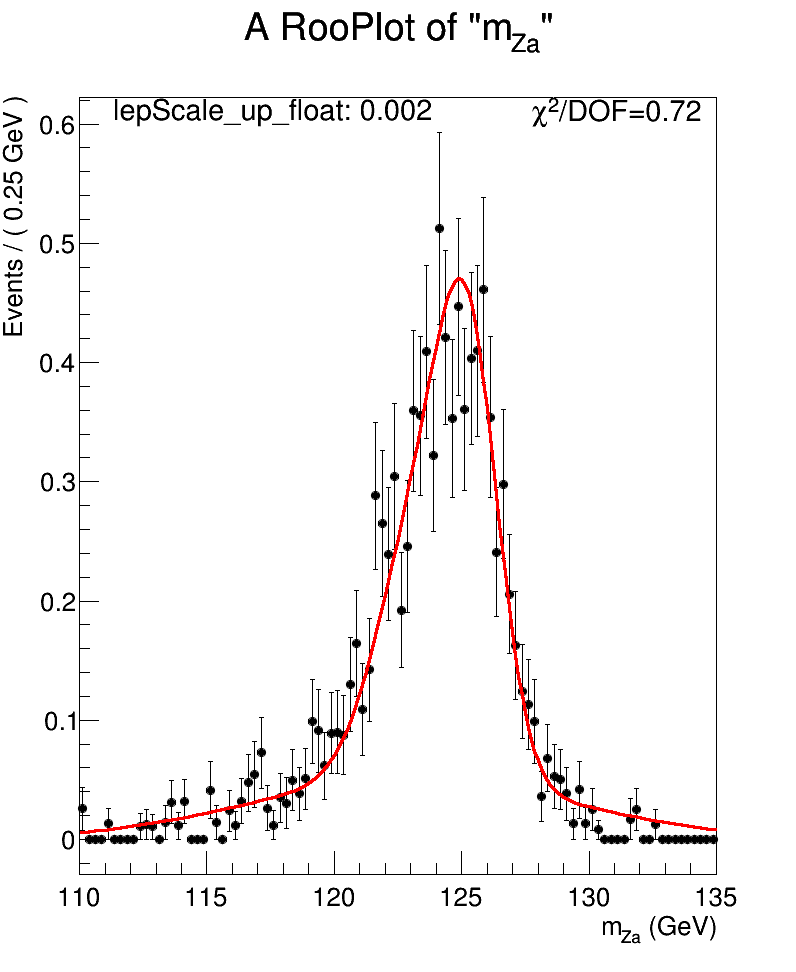 A RooPlot of "m_Za"
lepScale_up_float: 0.002
χ²/DOF=0.72
Events / ( 0.25 GeV )
0.6
0.5
0.4
0.3
0.2
0.1
0
110 115 120 125 130 135
m_Za (GeV)